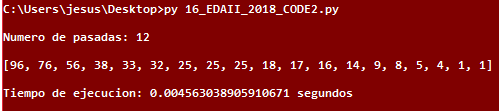 C:\Users\jesus\Desktop>py 16_EDAII_2018_CODE2.py
Numero de pasadas: 12
[96, 76, 56, 38, 33, 32, 25, 25, 25, 18, 17, 16, 14, 9, 8, 5, 4, 1, 1]
Tiempo de ejecucion: 0.004563038905910671 segundos